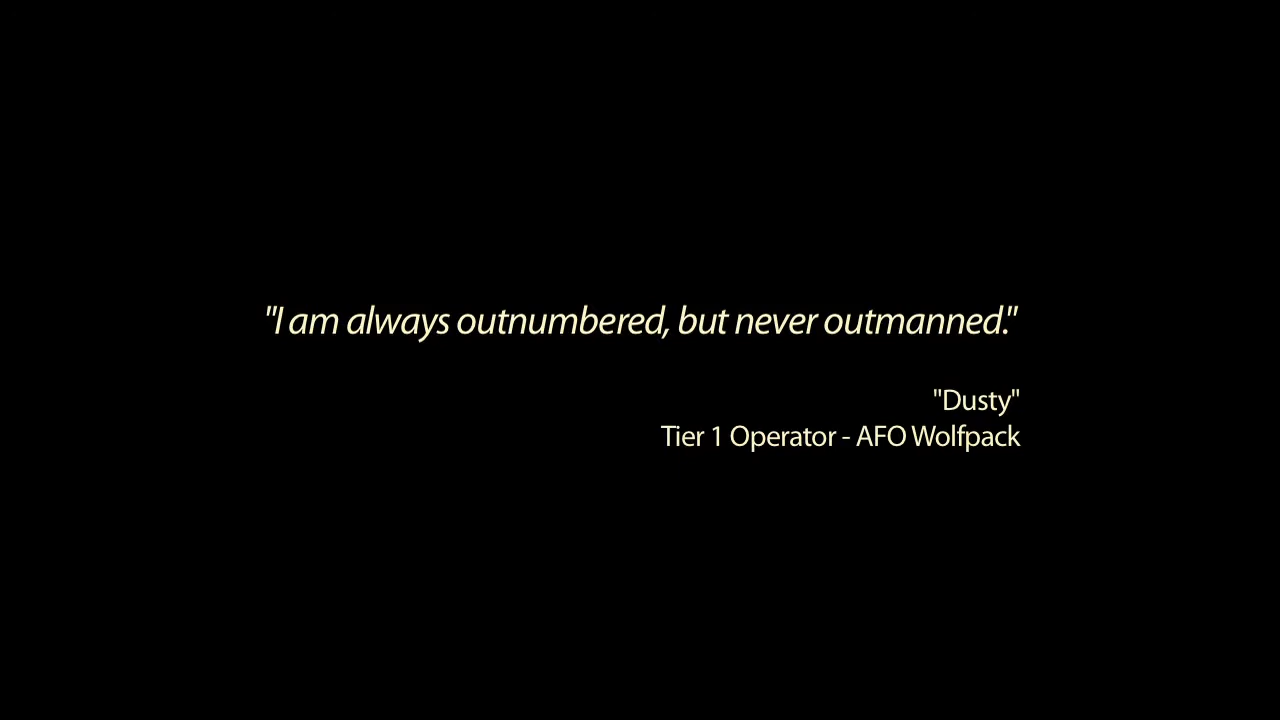 "I am always outnumbered, but never outmanned."
"Dusty"
Tier 1 Operator - AFO Wolfpack